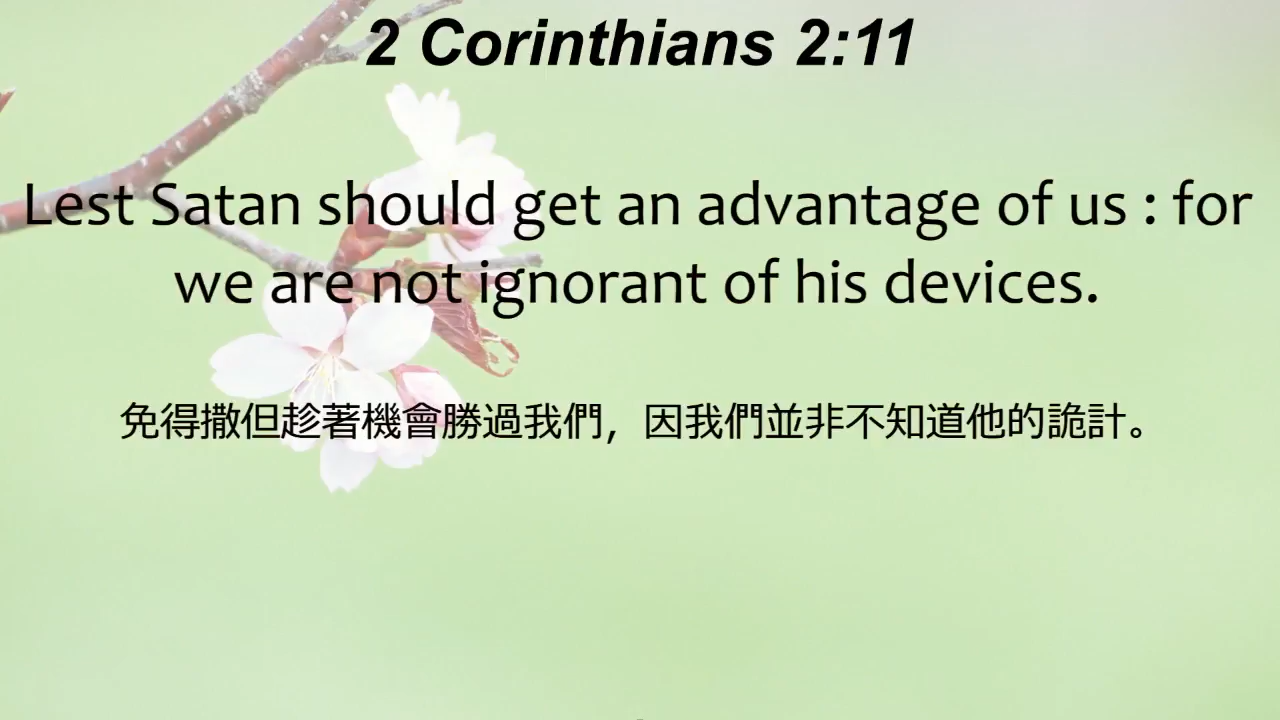 2 Corinthians 2:11
Lest Satan should get an advantage of us : for
we are not ignorant of his devices.
免得撒但趁著機會勝過我們，因我們並非不知道他的詭計。